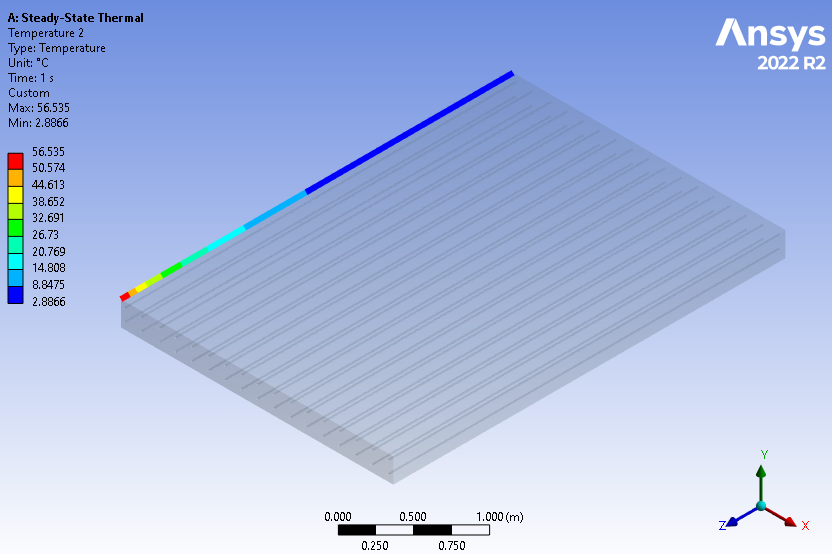 A: Steady-State Thermal
Temperature 2
Type: Temperature
Unit: °C
Time: 1 s
Custom
Max: 56.535
Min: 2.8866
Ansys
2022 R2
56.535
50.574
44.613
38.652
32.691
26.73
20.769
14.808
8.8475
2.8866
0.000 0.500 1.000 (m)
0.250 0.750
Y
Z X